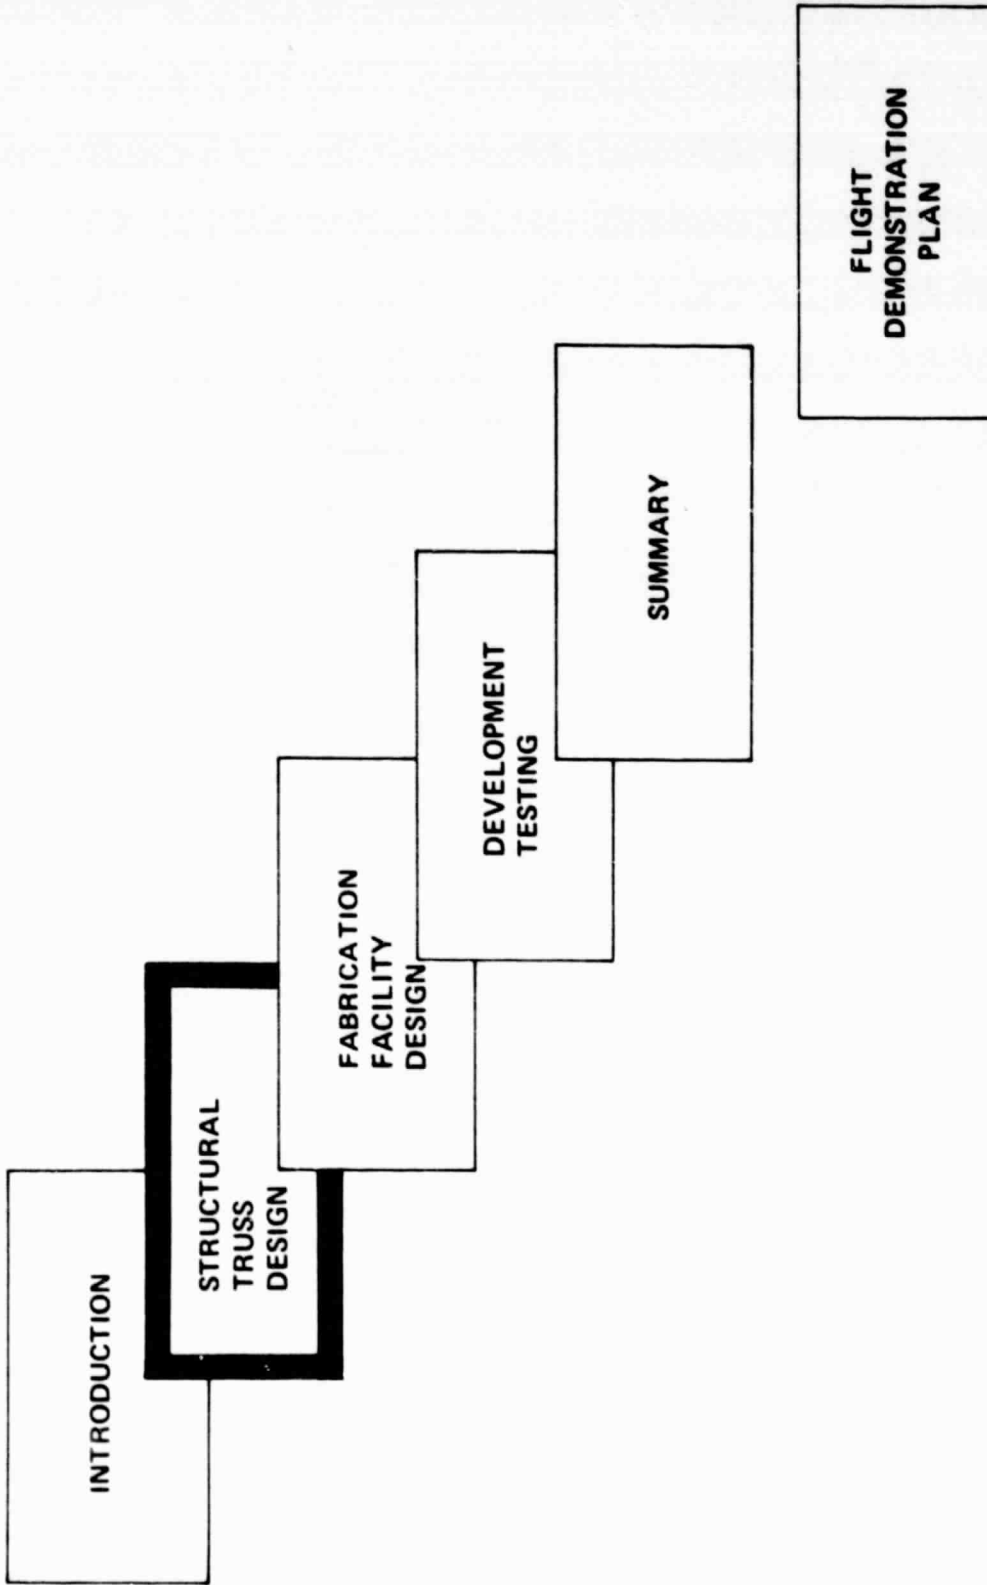 INTRODUCTION
STRUCTURAL
TRUSS
DESIGN
FABRICATION
FACILITY
DESIGN
DEVELOPMENT
TESTING
SUMMARY
FLIGHT
DEMONSTRATION
PLAN